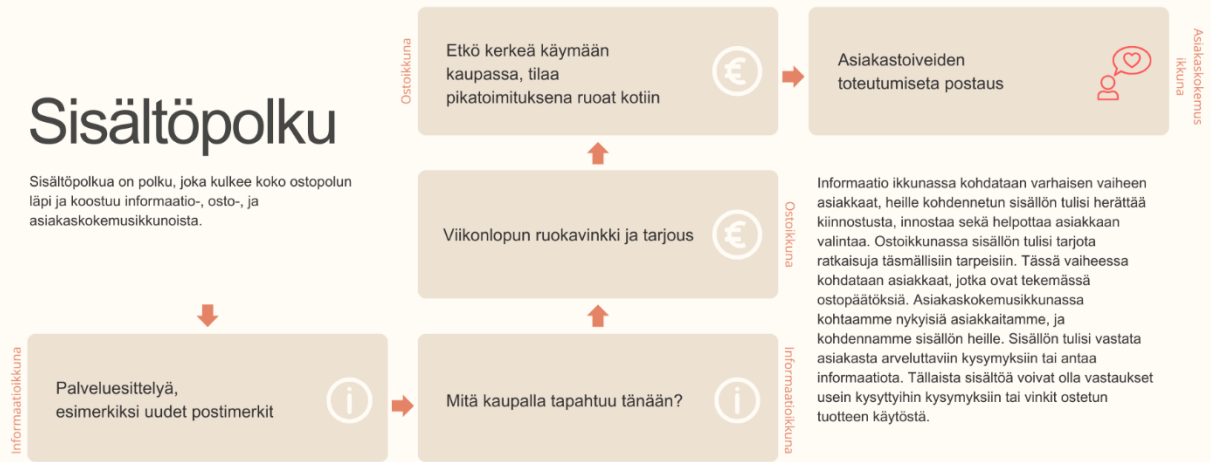 Sisältöpolku
Sisältöpolkua on polku, joka kulkee koko ostopolun
läpi ja koostuu informaatio-, osto-, ja
asiakaskokemusikkunoista.
Informaatioikkuna
Palveluesittelyä,
esimerkiksi uudet postimerkit
Mitä kaupalla tapahtuu tänään?
Informaatioikkuna
Viikonlopun ruokavinkki ja tarjous
Ostoikkuna
Ostoikkuna
Etkö kerkeä käymään
kaupassa, tilaa
pikatoimituksena ruoat kotiin
Asiakastoiveiden
toteutumiseta postaus
Asiakaskokemus
ikkuna
Informaatio ikkunassa kohdataan varhaisen vaiheen
asiakkaat, heille kohdennetun sisällön tulisi herättää
kiinnostusta, innostaa sekä helpottaa asiakkaan
valintaa. Ostoikkunassa sisällön tulisi tarjota
ratkaisuja täsmällisiin tarpeisiin. Tässä vaiheessa
kohdataan asiakkaat, jotka ovat tekemässä
ostopäätöksiä. Asiakaskokemusikkunassa
kohtaamme nykyisiä asiakkaitamme, ja
kohdennamme sisällön heille. Sisällön tulisi vastata
asiakasta arveluttaviin kysymyksiin tai antaa
informaatiota. Tällaista sisältöä voivat olla vastaukset
usein kysyttyihin kysymyksiin tai vinkit ostetun
tuotteen käytöstä.